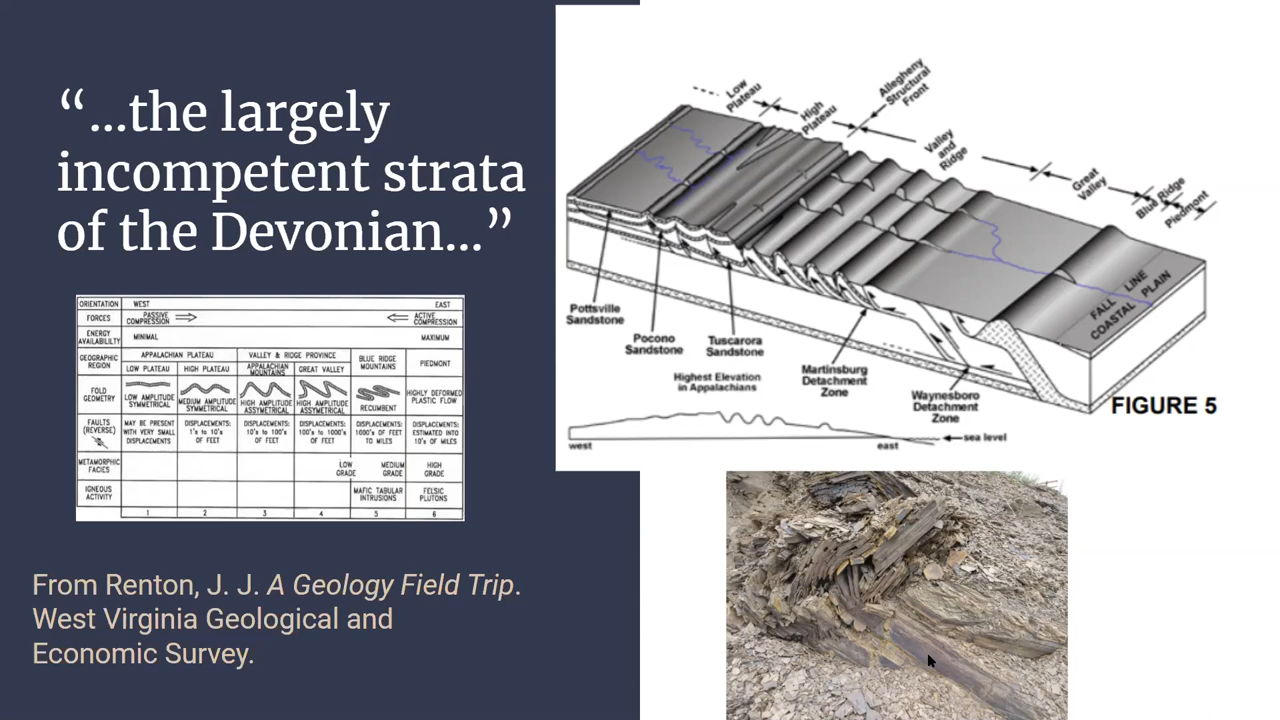 “...the largely
incompetent strata
of the Devonian...”
ORIENTATION WEST EAST
FORCES PASSIVE COMPRESSION ACTIVE COMPRESSION
ENERGY AVAILABLILTY MINIMAL MAXIMUM
GEOGRAPHIC REGION APPALACHIAN PLATEAU VALLEY & RIDGE PROVINCE BLUE RIDGE MOUNTAINS PIEDMONT
LOW PLATEAU HIGH PLATEAU APPALACHIAN MOUNTAINS GREAT VALLEY
FOLD GEOMETRY LOW AMPLITUDE SYMMETRICAL MEDIUM AMPLITUDE SYMMETRICAL HIGH AMPLITUDE ASSYMETRICAL HIGH AMPLITUDE ASSYMETRICAL RECUMBENT HIGHLY DEFORMED PLASTIC FLOW
FAULTS (REVERSE) MAY BE PRESENT WITH VERY SMALL DISPLACEMENTS DISPLACEMENTS: 1's to 10's OF FEET DISPLACEMENTS: 10's to 100's OF FEET DISPLACEMENTS: 100's to 1000's OF FEET DISPLACEMENTS: 1000's OF FEET TO MILES DISPLACEMENTS: ESTIMATED INTO 10's OF MILES
METAMORPHIC FACIES LOW GRADE MEDIUM GRADE HIGH GRADE
IGNEOUS ACTIVITY MAFIC TABULAR INTRUSIONS FELSIC PLUTONS
1 2 3 4 5 6
From Renton, J. J. A Geology Field Trip.
West Virginia Geological and
Economic Survey.
Low
Plateau
High
Plateau
Allegheny
Structural
Front
Valley
and
Ridge
Great
Valley
Blue Ridge
Piedmont
FALL LINE
COASTAL PLAIN
Pottsville
Sandstone
Pocono
Sandstone
Tuscarora
Sandstone
Martinsburg
Detachment
Zone
Waynesboro
Detachment
Zone
Highest Elevation
in Appalachians
FIGURE 5
sea level
west east